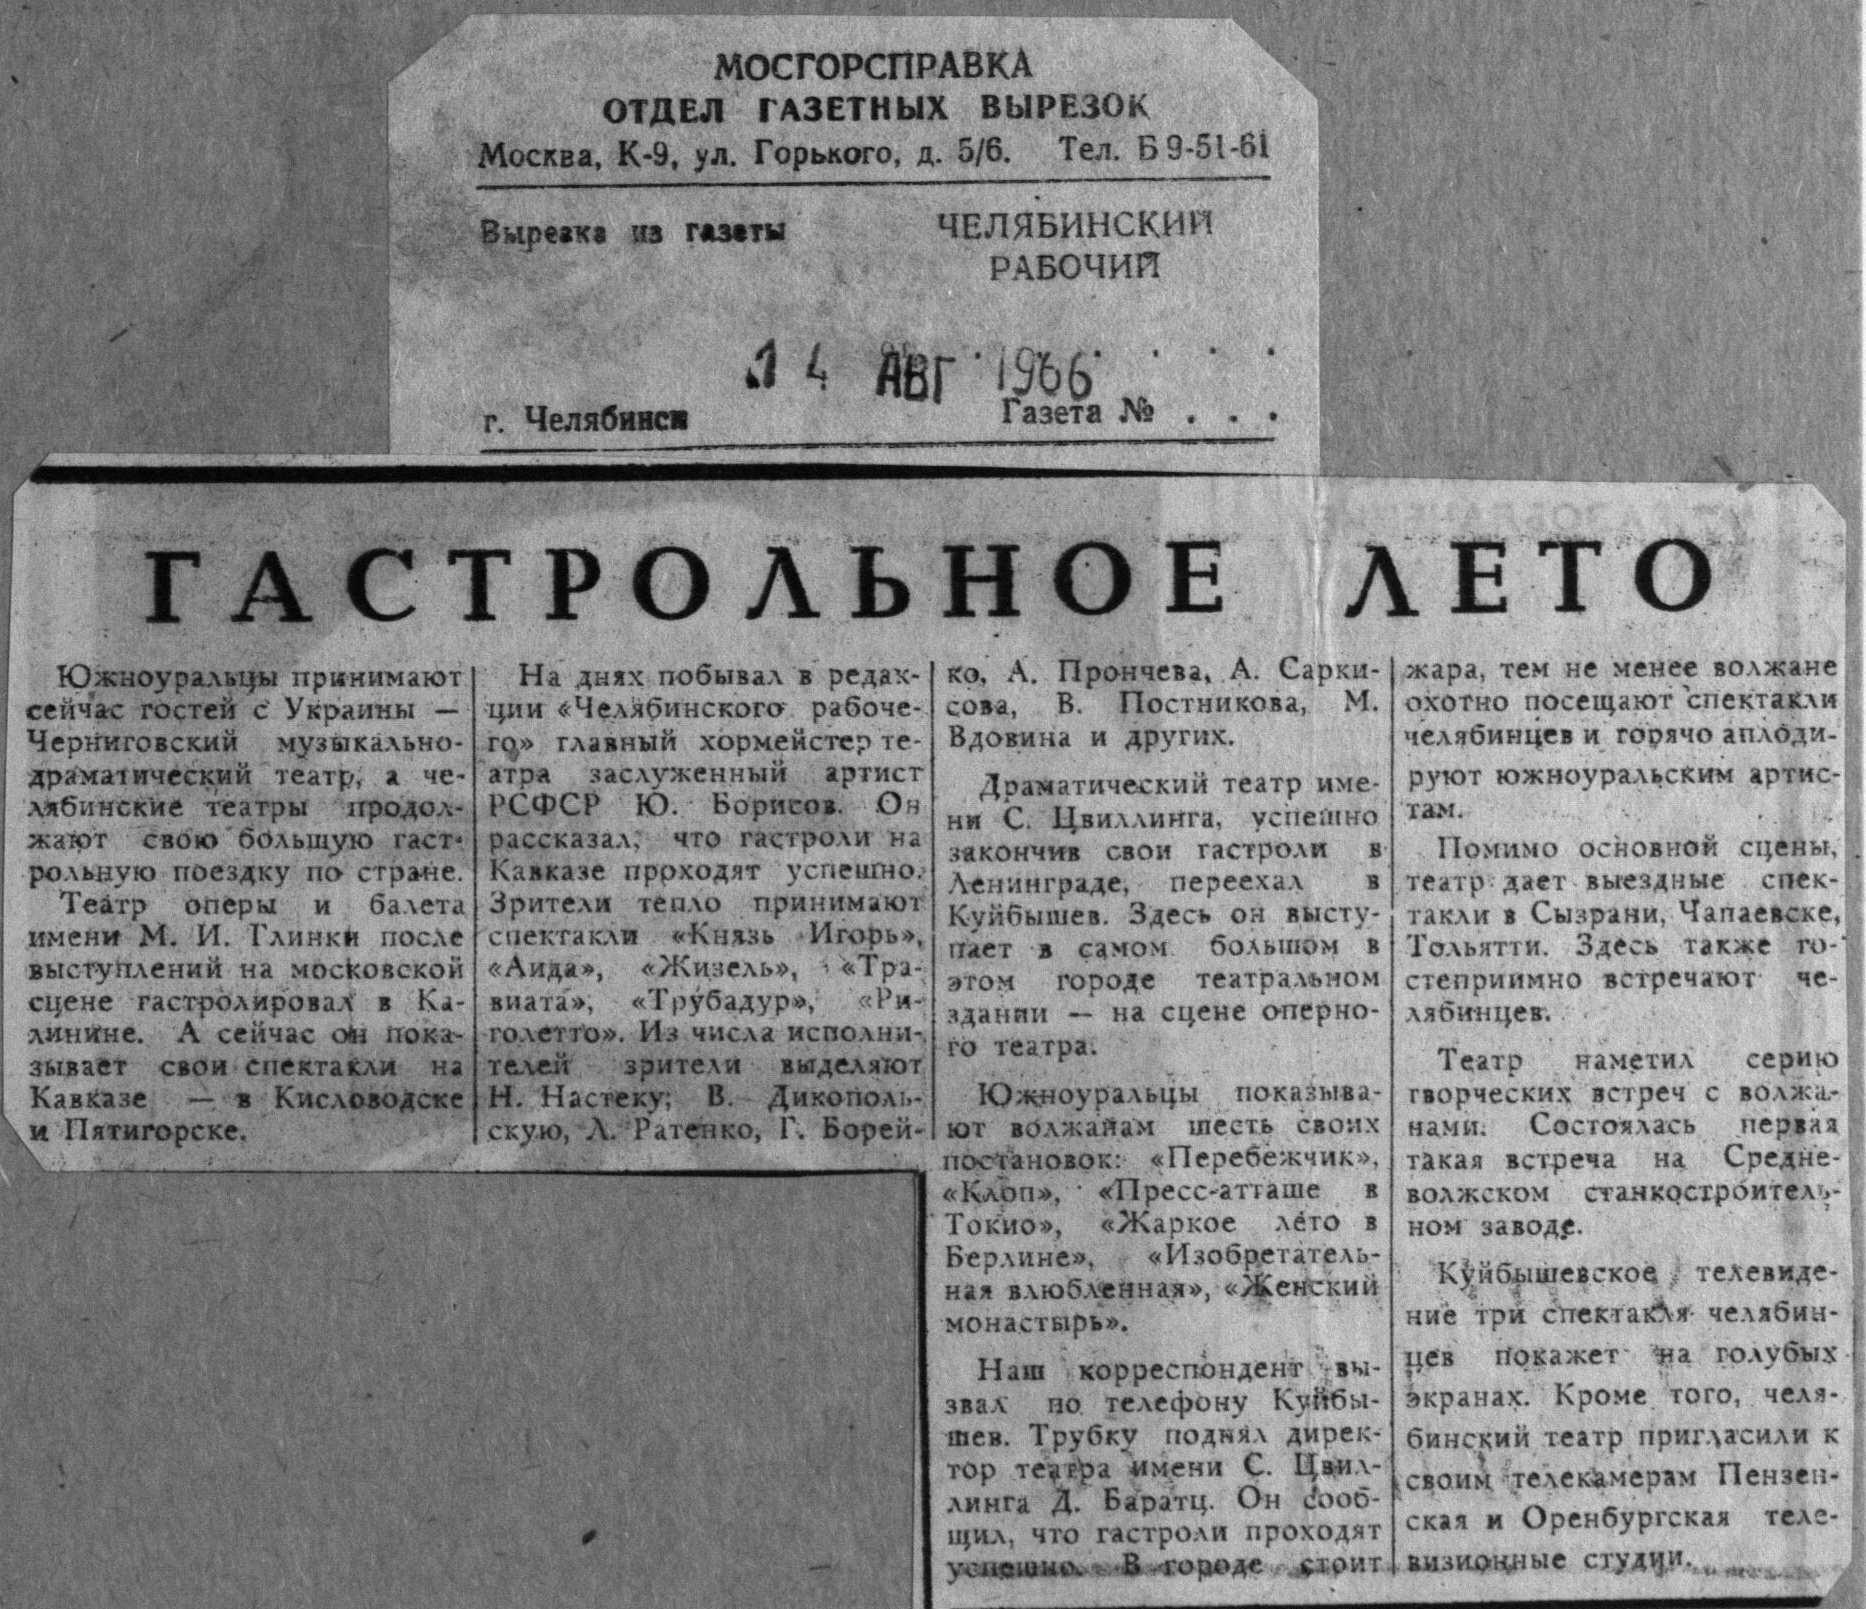 МОСГОРСПРАВКА
ОТДЕЛ ГАЗЕТНЫХ ВЫРЕЗОК
Москва, К-9, ул. Горького, д. 5/6. Тел. Б 9-51-61
Вырезка из газеты
ЧЕЛЯБИНСКИЙ
РАБОЧИЙ
14 АВГ 1966
г. Челябинск
Газета № . . .
ГАСТРОЛЬНОЕ ЛЕТО
Южноуральцы принимают
сейчас гостей с Украины —
Черниговский музыкально-
драматический театр, а че-
лябинские театры продол-
жают свою большую гаст-
рольную поездку по стране.
Театр оперы и балета
имени М. И. Глинки после
выступлений на московской
сцене гастролировал в Ка-
линине. А сейчас он пока-
зывает свои спектакли на
Кавказе — в Кисловодске
и Пятигорске.
На днях побывал в редак-
ции «Челябинского рабоче-
го» главный хормейстер те-
атра заслуженный артист
РСФСР Ю. Борисов. Он
рассказал, что гастроли на
Кавказе проходят успешно.
Зрители тепло принимают
спектакли «Князь Игорь»,
«Аида», «Жизель», «Тра-
виата», «Трубадур», «Ри-
голетто». Из числа исполни-
телей зрители выделяют
Н. Настеку, В. Дикополь-
скую, Л. Ратенко, Г. Борей-
ко, А. Прончева, А. Сарки-
сова, В. Постникова, М.
Вдовина и других.
Драматический театр име-
ни С. Цвиллинга, успешно
закончив свои гастроли в
Ленинграде, переехал в
Куйбышев. Здесь он высту-
пает в самом большом в
этом городе театральном
здании — на сцене оперно-
го театра.
Южноуральцы показыва-
ют волжанам шесть своих
постановок: «Перебежчик»,
«Клоп», «Пресс-атташе в
Токио», «Жаркое лето в
Берлине», «Изобретатель-
ная влюбленная», «Женский
монастырь».
Наш корреспондент вы-
звал по телефону Куйбы-
шев. Трубку поднял дирек-
тор театра имени С. Цвил-
линга Д. Баратц. Он сооб-
щил, что гастроли проходят
успешно. В городе стоит
жара, тем не менее волжане
охотно посещают спектакли
челябинцев и горячо аплоди-
руют южноуральским артис-
там.
Помимо основной сцены,
театр дает выездные спек-
такли в Сызрани, Чапаевске,
Тольятти. Здесь также го-
степриимно встречают че-
лябинцев.
Театр наметил серию
творческих встреч с волжа-
нами. Состоялась первая
такая встреча на Средне-
волжском станкостроитель-
ном заводе.
Куйбышевское телевиде-
ние три спектакля челябин-
цев покажет на голубых
экранах. Кроме того, челя-
бинский театр пригласили к
своим телекамерам Пензен-
ская и Оренбургская теле-
визионные студии.